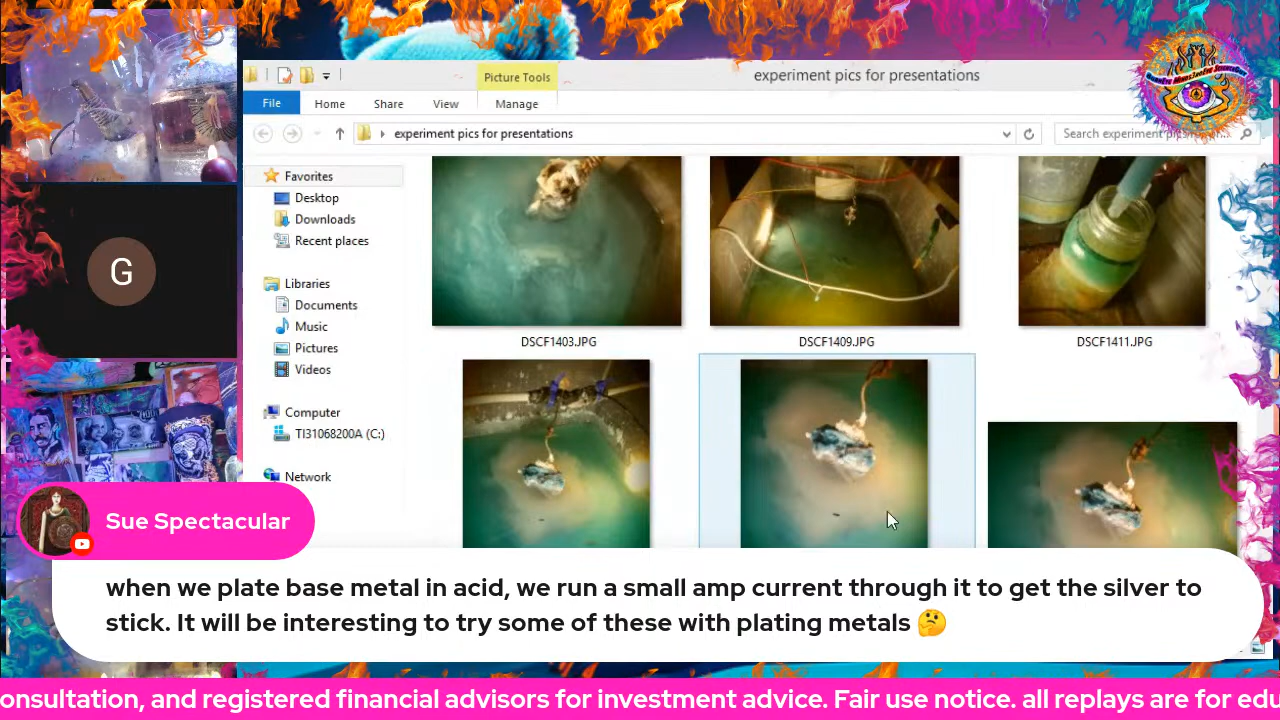 Picture Tools
experiment pics for presentations
File
Home
Share
View
Manage
experiment pics for presentations
Search experiment
Favorites
Desktop
Downloads
Recent places
Libraries
Documents
Music
Pictures
Videos
Computer
TI31068200A (C:)
Network
DSCF1403.JPG
DSCF1409.JPG
DSCF1411.JPG
G
Sue Spectacular
when we plate base metal in acid, we run a small amp current through it to get the silver to
stick. It will be interesting to try some of these with plating metals 🤔
onsultation, and registered financial advisors for investment advice. Fair use notice. all replays are for edu